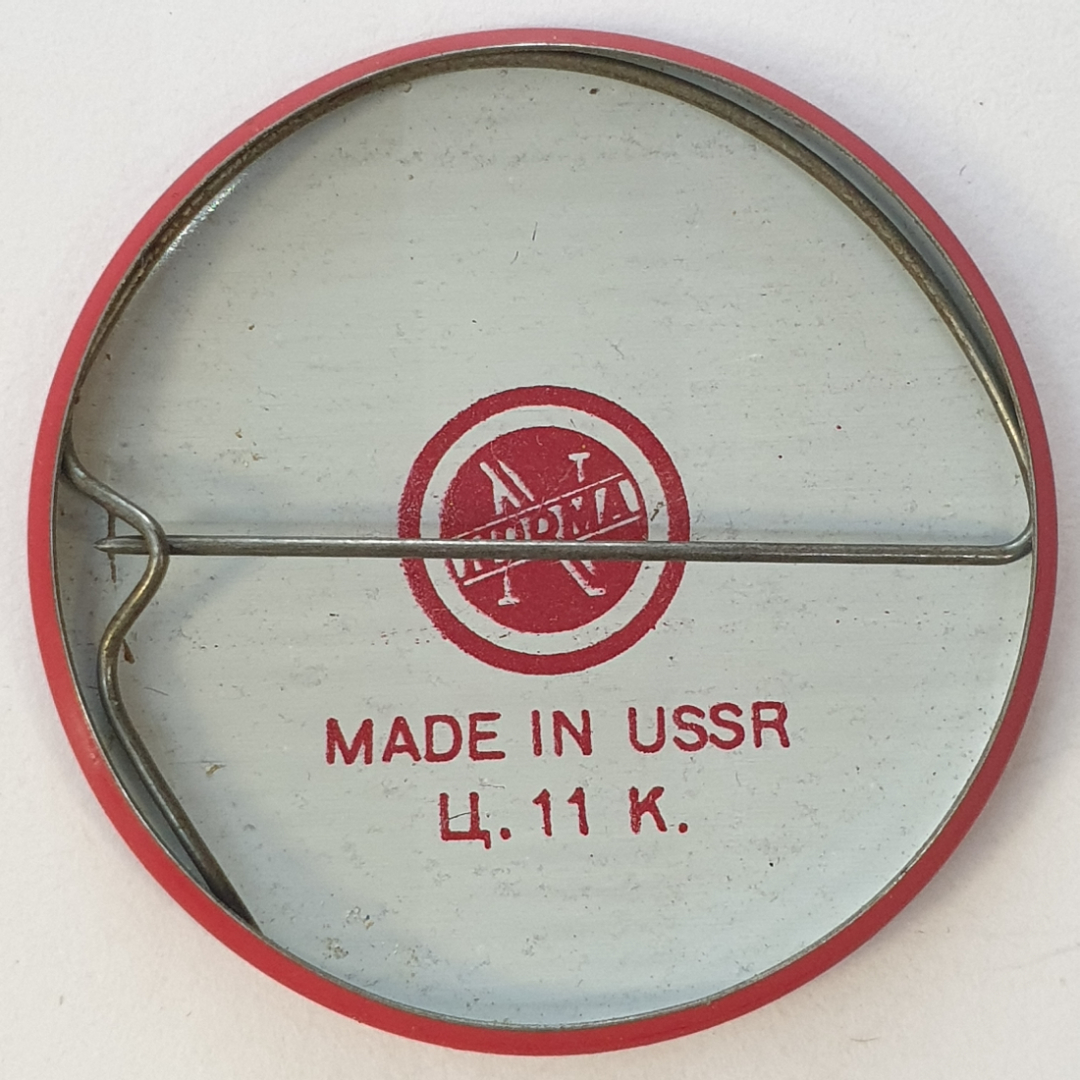 NORMA
MADE IN USSR
Ц. 11 К.